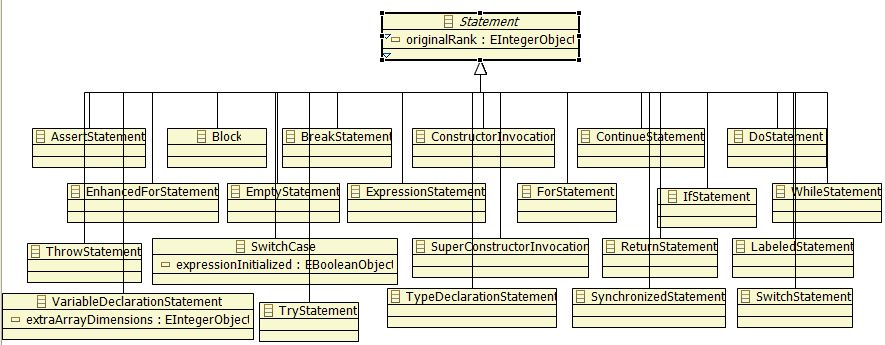 Statement
originalRank : EIntegerObject
AssertStatement
Block
BreakStatement
ConstructorInvocation
ContinueStatement
DoStatement
EnhancedForStatement
EmptyStatement
ExpressionStatement
ForStatement
IfStatement
WhileStatement
ThrowStatement
SwitchCase
expressionInitialized : EBooleanObject
SuperConstructorInvocation
ReturnStatement
LabeledStatement
VariableDeclarationStatement
extraArrayDimensions : EIntegerObject
TryStatement
TypeDeclarationStatement
SynchronizedStatement
SwitchStatement